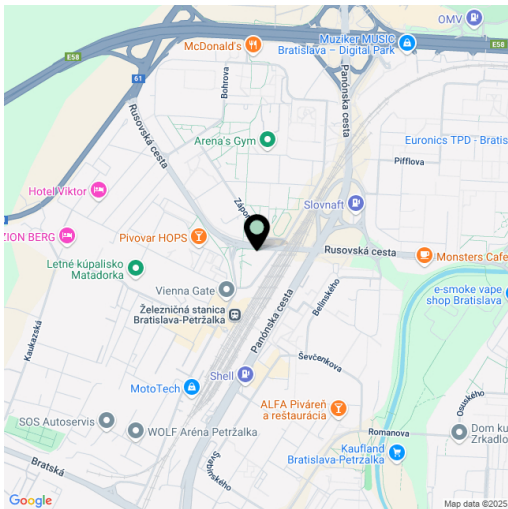 OMV
McDonald's
Muziker MUSIC
Bratislava – Digital Park
E58
E58
61
Bohrova
Panónska cesta
Rusovská cesta
Arena's Gym
Euronics TPD - Bratis
Pifflova
Hotel Viktor
Zápor
Slovnaft
ZION BERG
Pivovar HOPS
Rusovská cesta
Monsters Cafe
Letné kúpalisko
Matadorka
Vienna Gate
Belinského
e-smoke vape
shop Bratislava
Železničná stanica
Bratislava-Petržalka
Panónska cesta
Kaukazská
Ševčenkova
Shell
MotoTech
Osuského
ALFA Piváreň
a reštaurácia
SOS Autoservis
WOLF Aréna Petržalka
Romanova
Dom ku
Zrkadlo
Kaufland
Bratislava-Petržalka
Bratská
Švabinského
Google
Map data ©2025